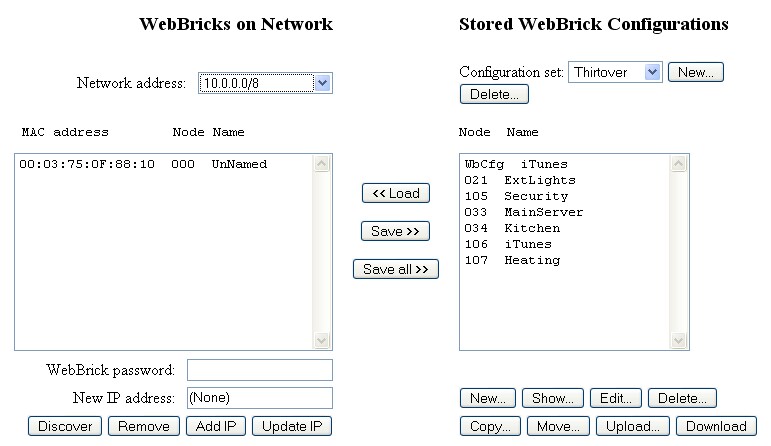 WebBricks on Network
Network address: 10.0.0.0/8
MAC address Node Name
00:03:75:0F:88:10 000 UnNamed
WebBrick password:
New IP address: (None)
Discover Remove Add IP Update IP
<< Load
Save >>
Save all >>
Stored WebBrick Configurations
Configuration set: Thirtover New...
Delete...
Node Name
WbCfg iTunes
021 ExtLights
105 Security
033 MainServer
034 Kitchen
106 iTunes
107 Heating
New... Show... Edit... Delete...
Copy... Move... Upload... Download